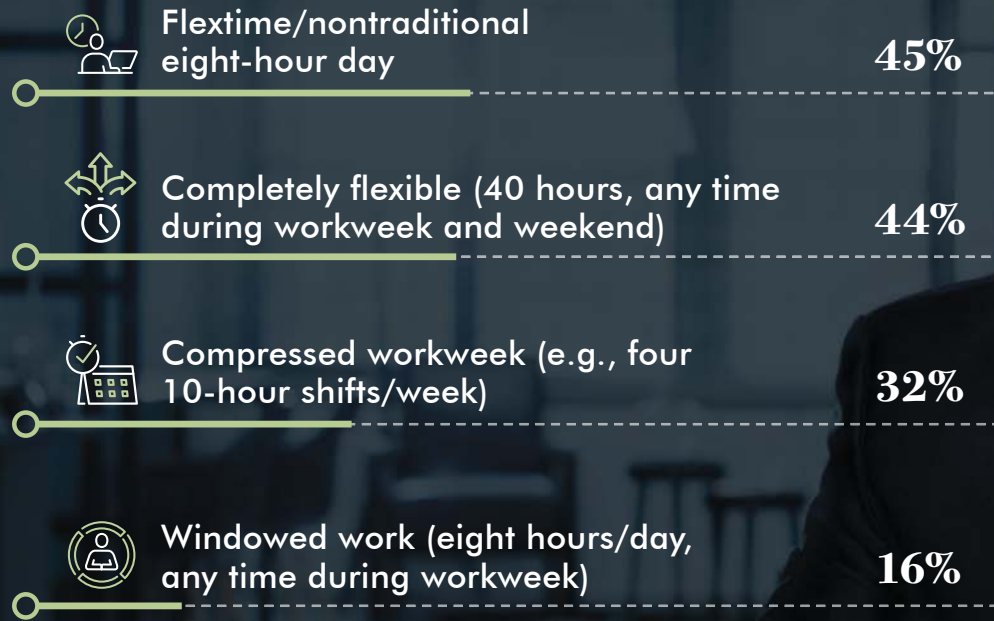 Flextime/nontraditional
eight-hour day
45%
Completely flexible (40 hours, any time
during workweek and weekend)
44%
Compressed workweek (e.g., four
10-hour shifts/week)
32%
Windowed work (eight hours/day,
any time during workweek)
16%